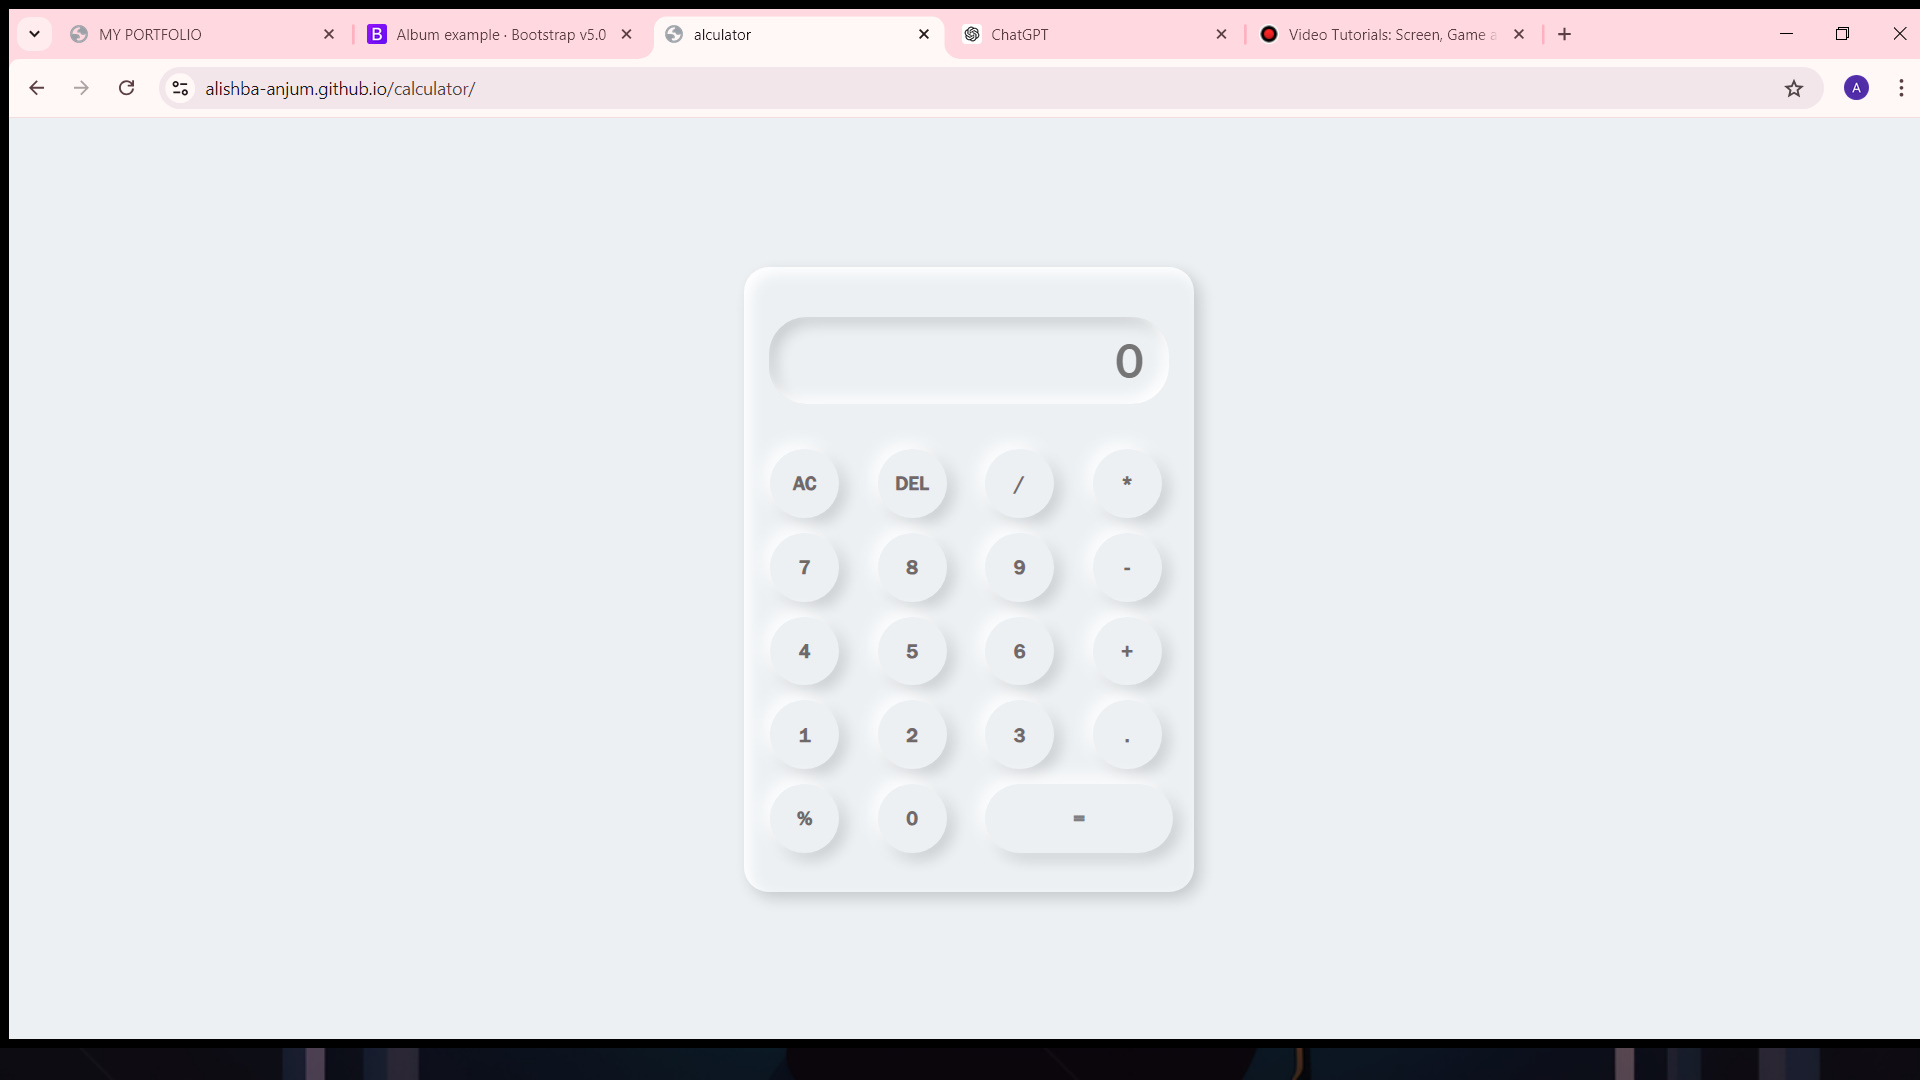 MY PORTFOLIO
Album example · Bootstrap v5.0
alculator
ChatGPT
Video Tutorials: Screen, Game a
alishba-anjum.github.io/calculator/
A
0
AC DEL / *
7 8 9 -
4 5 6 +
1 2 3 .
% 0 =